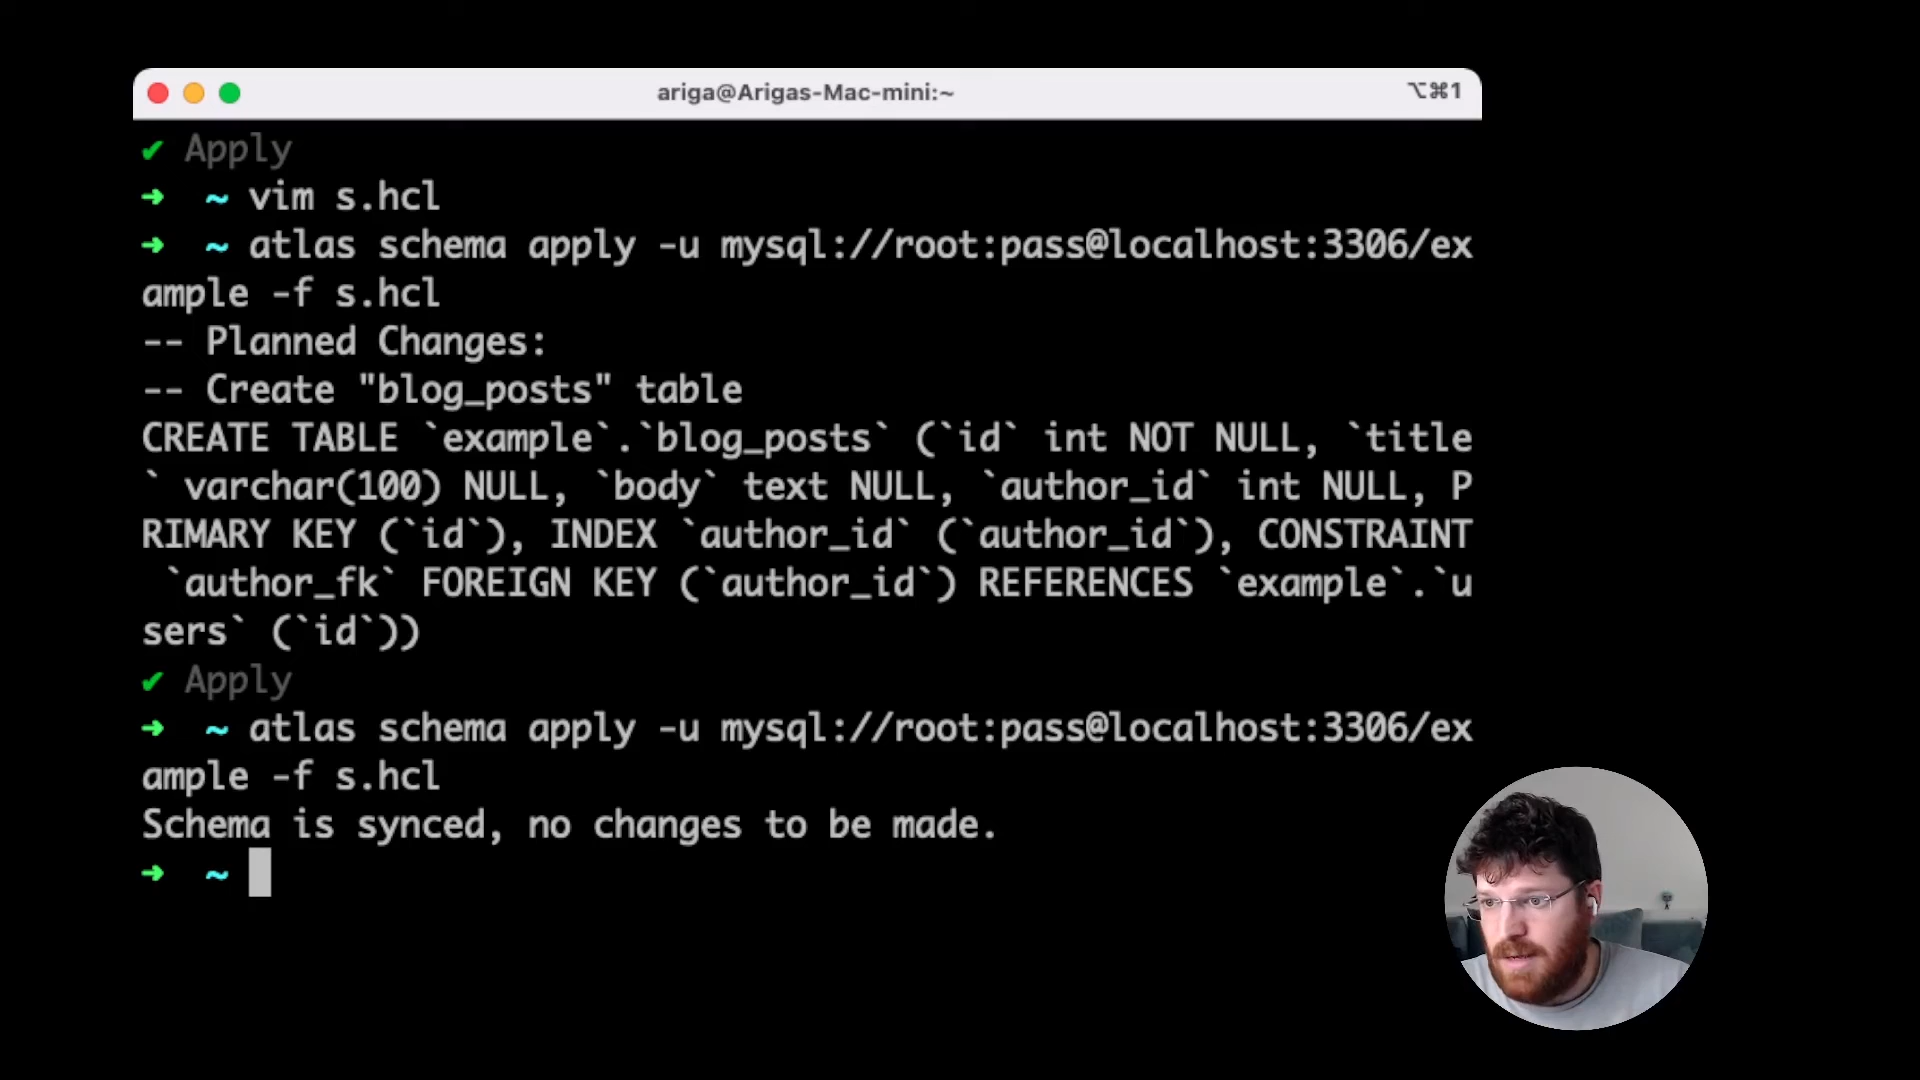 ariga@Arigas-Mac-mini:~
⌥⌘1
✔ Apply
➜ ~ vim s.hcl
➜ ~ atlas schema apply -u mysql://root:pass@localhost:3306/ex
ample -f s.hcl
-- Planned Changes:
-- Create "blog_posts" table
CREATE TABLE `example`.`blog_posts` (`id` int NOT NULL, `title
` varchar(100) NULL, `body` text NULL, `author_id` int NULL, P
RIMARY KEY (`id`), INDEX `author_id` (`author_id`), CONSTRAINT
 `author_fk` FOREIGN KEY (`author_id`) REFERENCES `example`.`u
sers` (`id`))
✔ Apply
➜ ~ atlas schema apply -u mysql://root:pass@localhost:3306/ex
ample -f s.hcl
Schema is synced, no changes to be made.
➜ ~